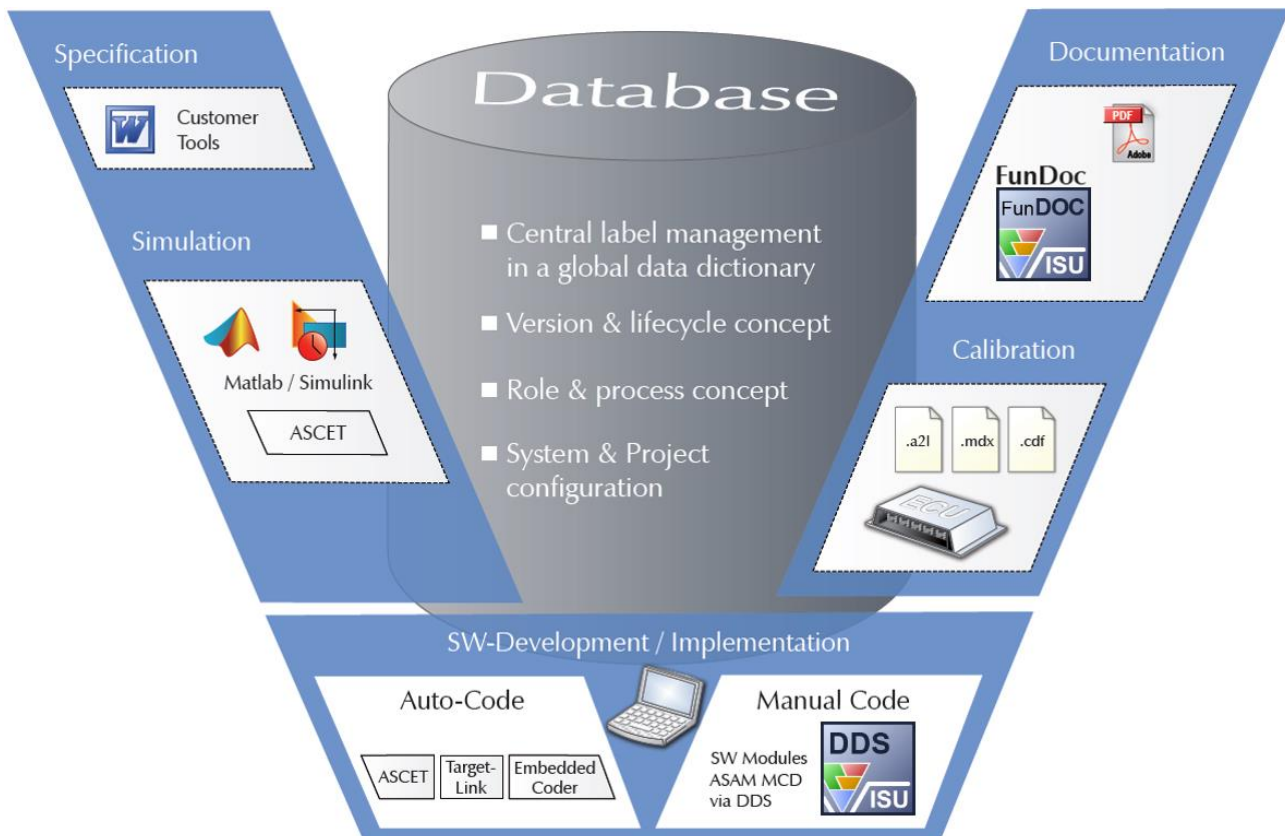 Specification
W
Customer
Tools
Simulation
Matlab / Simulink
ASCET
Database
Central label management
in a global data dictionary
Version & lifecycle concept
Role & process concept
System & Project
configuration
Documentation
PDF
Adobe
FunDoc
FunDOC
ISU
Calibration
.a2l
.mdx
.cdf
ECU
SW-Development / Implementation
Auto-Code
ASCET
Target-
Link
Embedded
Coder
Manual Code
SW Modules
ASAM MCD
via DDS
DDS
ISU